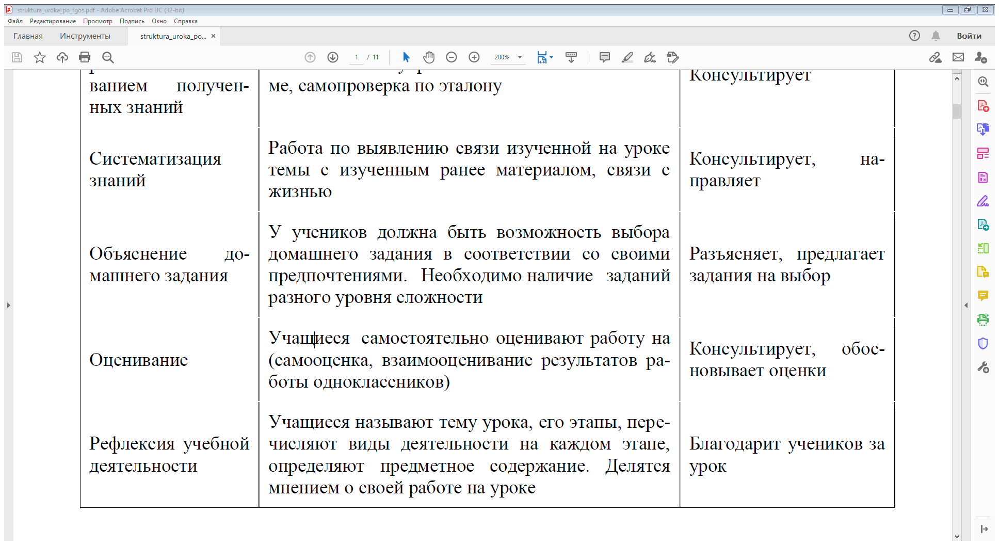 struktura_uroka_po_fgos.pdf - Adobe Acrobat Pro DC (32-bit)
Файл Редактирование Просмотр Подпись Окно Справка
Главная Инструменты struktura_uroka_po... × Войти
1 / 11 200%
ванием получен-
ных знаний
ме, самопроверка по эталону
Консультирует
Систематизация
знаний
Работа по выявлению связи изученной на уроке
темы с изученным ранее материалом, связи с
жизнью
Консультирует, на-
правляет
Объяснение до-
машнего задания
У учеников должна быть возможность выбора
домашнего задания в соответствии со своими
предпочтениями. Необходимо наличие заданий
разного уровня сложности
Разъясняет, предлагает
задания на выбор
Оценивание
Учащиеся самостоятельно оценивают работу на
(самооценка, взаимооценивание результатов ра-
боты одноклассников)
Консультирует, обос-
новывает оценки
Рефлексия учебной
деятельности
Учащиеся называют тему урока, его этапы, пере-
числяют виды деятельности на каждом этапе,
определяют предметное содержание. Делятся
мнением о своей работе на уроке
Благодарит учеников за
урок